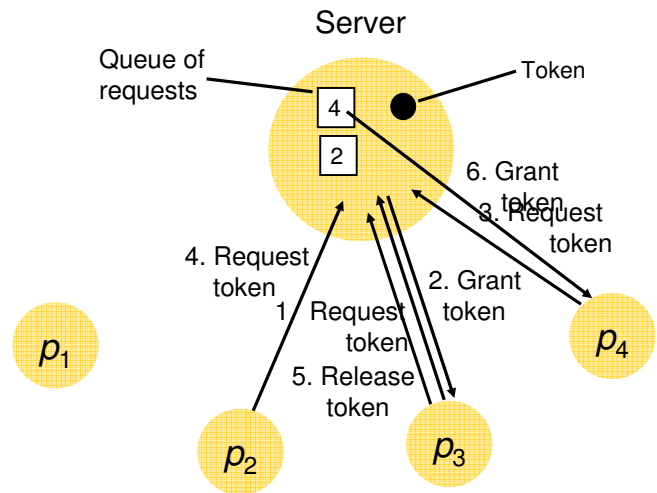 Server
Queue of
requests
Token
4
2
6. Grant
token
3. Request
token
4. Request
token
2. Grant
token
1. Request
token
5. Release
token
p1
p2
p3
p4